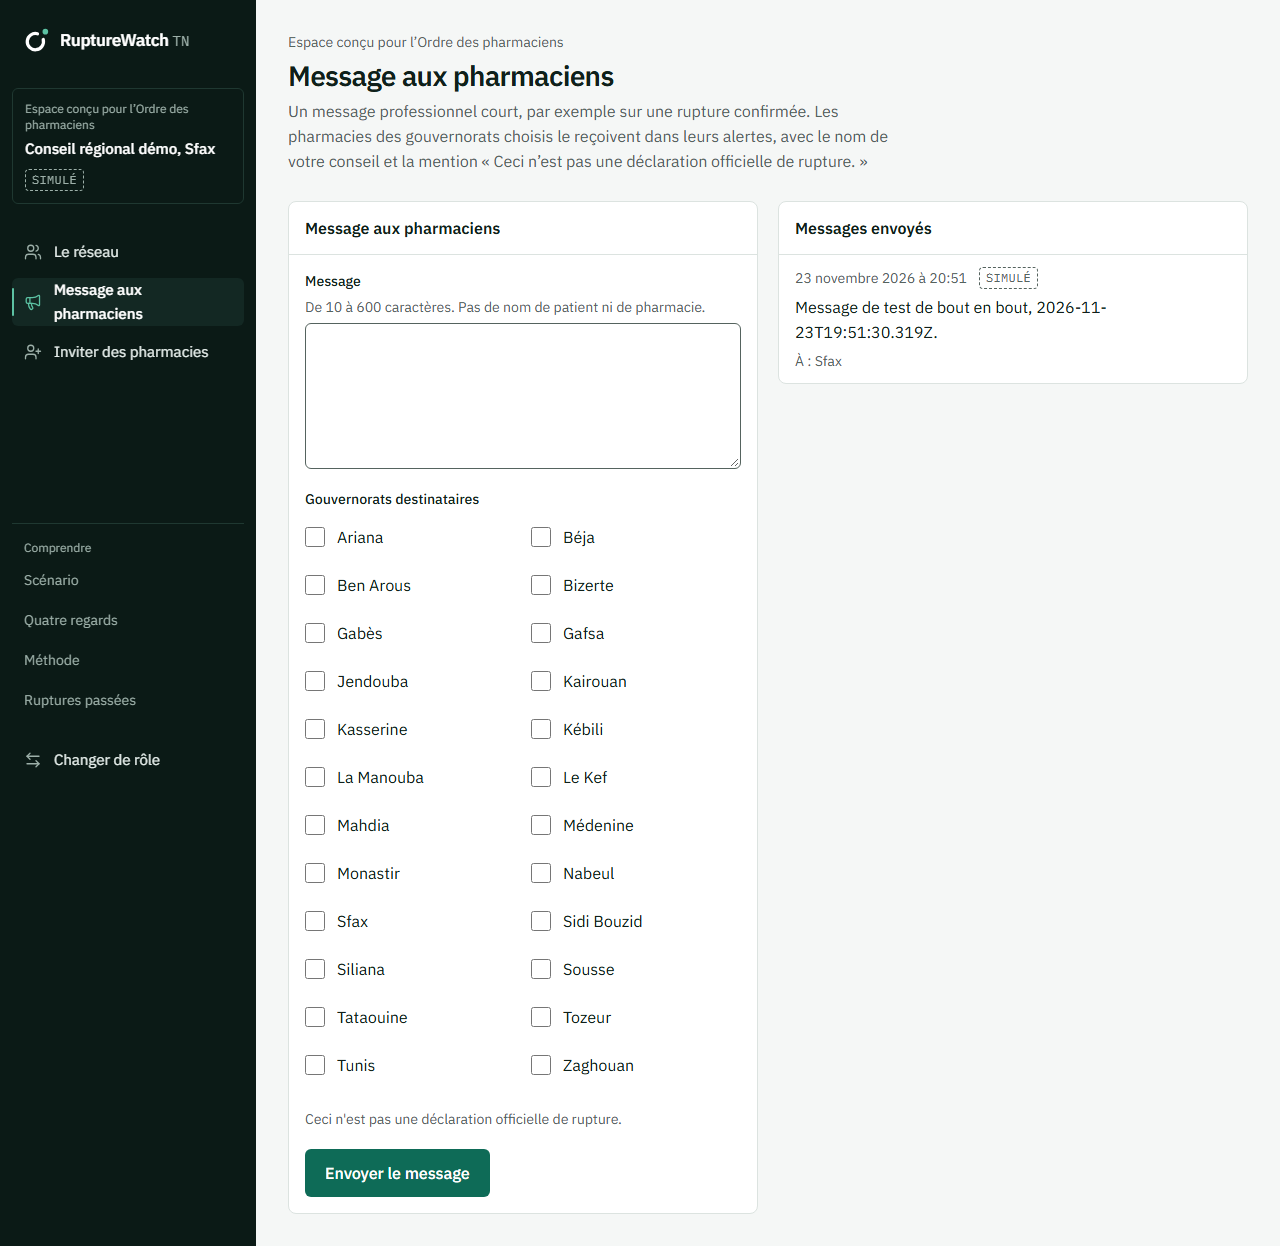 RuptureWatch TN
Espace conçu pour l’Ordre des
pharmaciens
Conseil régional démo, Sfax
SIMULÉ
Le réseau
Message aux
pharmaciens
Inviter des pharmacies
Comprendre
Scénario
Quatre regards
Méthode
Ruptures passées
Changer de rôle
Espace conçu pour l’Ordre des pharmaciens
Message aux pharmaciens
Un message professionnel court, par exemple sur une rupture confirmée. Les
pharmacies des gouvernorats choisis le reçoivent dans leurs alertes, avec le nom de
votre conseil et la mention « Ceci n’est pas une déclaration officielle de rupture. »
Message aux pharmaciens
Message
De 10 à 600 caractères. Pas de nom de patient ni de pharmacie.
Gouvernorats destinataires
Ariana
Béja
Ben Arous
Bizerte
Gabès
Gafsa
Jendouba
Kairouan
Kasserine
Kébili
La Manouba
Le Kef
Mahdia
Médenine
Monastir
Nabeul
Sfax
Sidi Bouzid
Siliana
Sousse
Tataouine
Tozeur
Tunis
Zaghouan
Ceci n'est pas une déclaration officielle de rupture.
Envoyer le message
Messages envoyés
23 novembre 2026 à 20:51 SIMULÉ
Message de test de bout en bout, 2026-11-
23T19:51:30.319Z.
À : Sfax